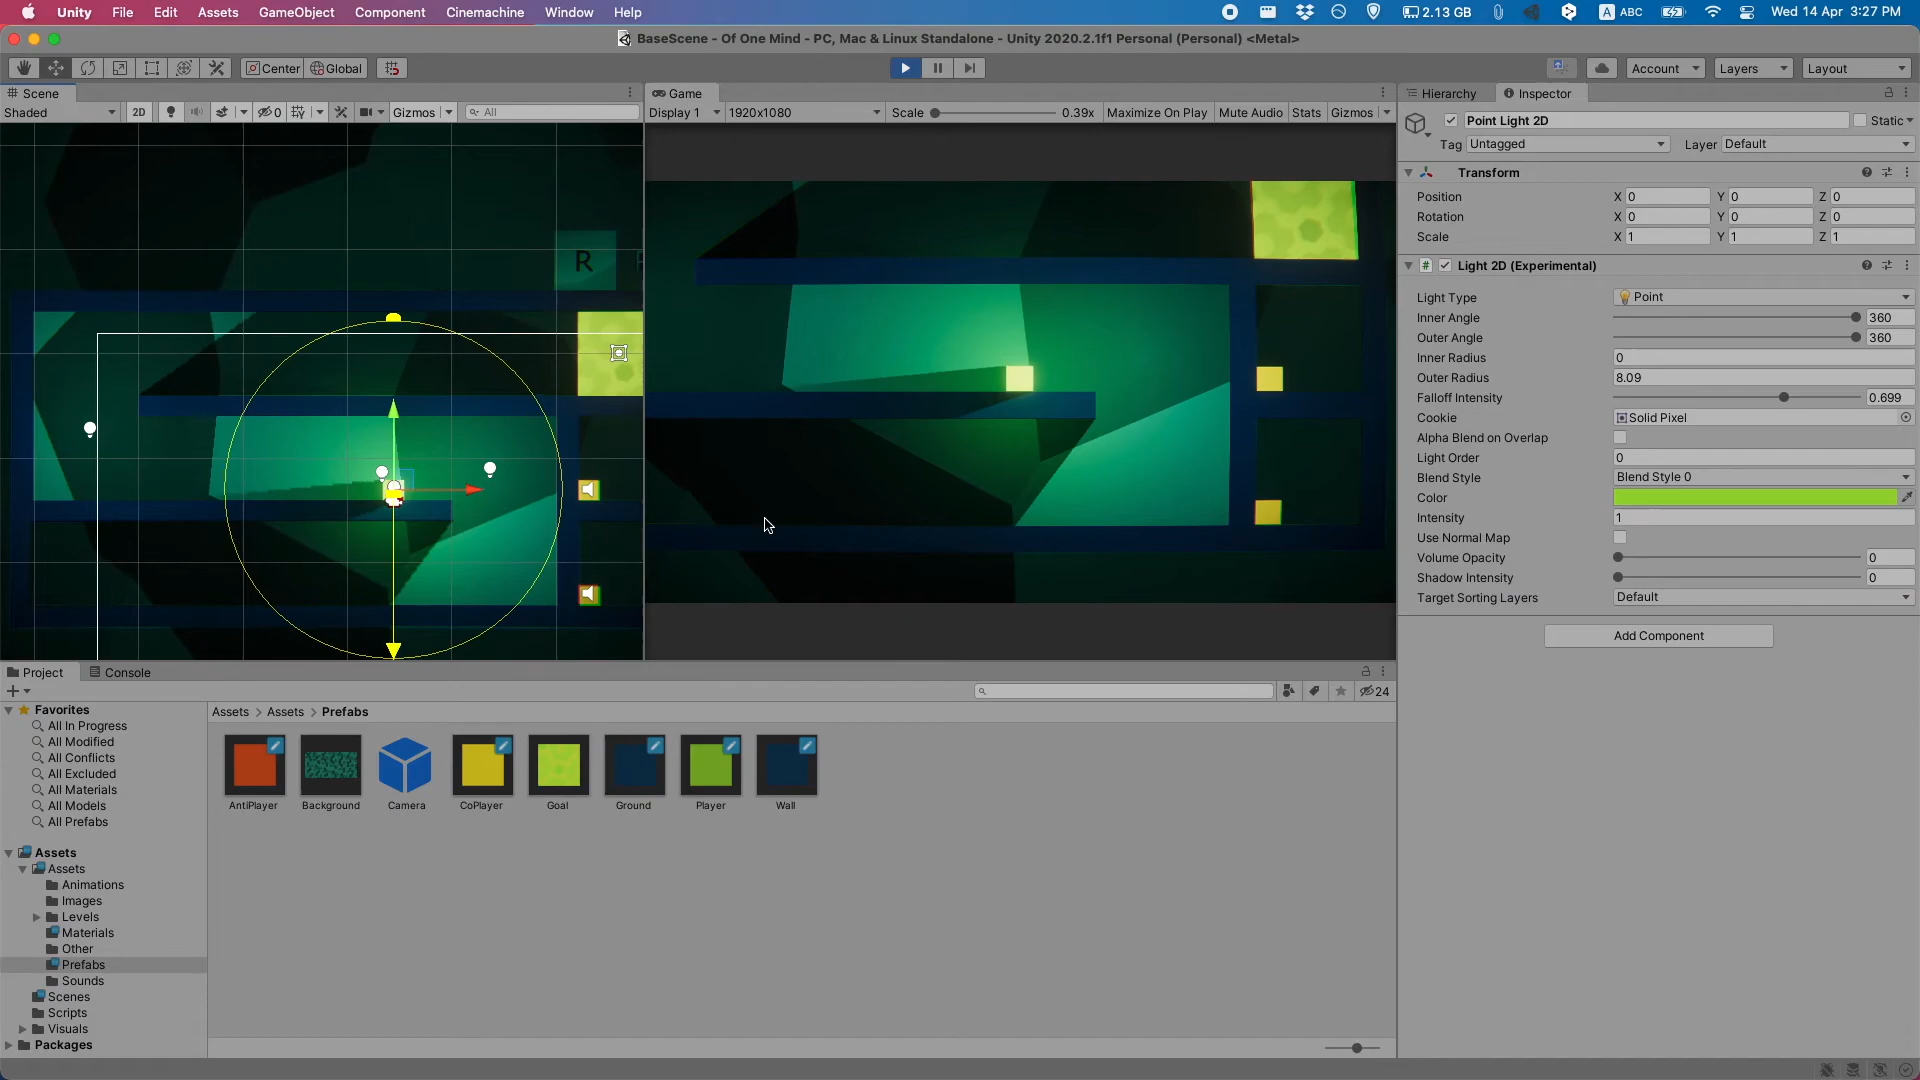 Unity File Edit Assets GameObject Component Cinemachine Window Help 2.13 GB A ABC Wed 14 Apr 3:27 PM
BaseScene - Of One Mind - PC, Mac & Linux Standalone - Unity 2020.2.1f1 Personal (Personal) <Metal>
Center Global Account Layers Layout
Scene Game Hierarchy Inspector
Shaded 2D 0 Gizmos All Display 1 1920x1080 Scale 0.39x Maximize On Play Mute Audio Stats Gizmos
Point Light 2D Static
Tag Untagged Layer Default
Transform
Position X 0 Y 0 Z 0
Rotation X 0 Y 0 Z 0
Scale X 1 Y 1 Z 1
R
Light 2D (Experimental)
Light Type Point
Inner Angle 360
Outer Angle 360
Inner Radius 0
Outer Radius 8.09
Falloff Intensity 0.699
Cookie Solid Pixel
Alpha Blend on Overlap
Light Order 0
Blend Style Blend Style 0
Color
Intensity 1
Use Normal Map
Volume Opacity 0
Shadow Intensity 0
Target Sorting Layers Default
Add Component
Project Console
24
Favorites
All In Progress
All Modified
All Conflicts
All Excluded
All Materials
All Models
All Prefabs
Assets
Assets
Animations
Images
Levels
Materials
Other
Prefabs
Sounds
Scenes
Scripts
Visuals
Packages
Assets > Assets > Prefabs
AntiPlayer Background Camera CoPlayer Goal Ground Player Wall